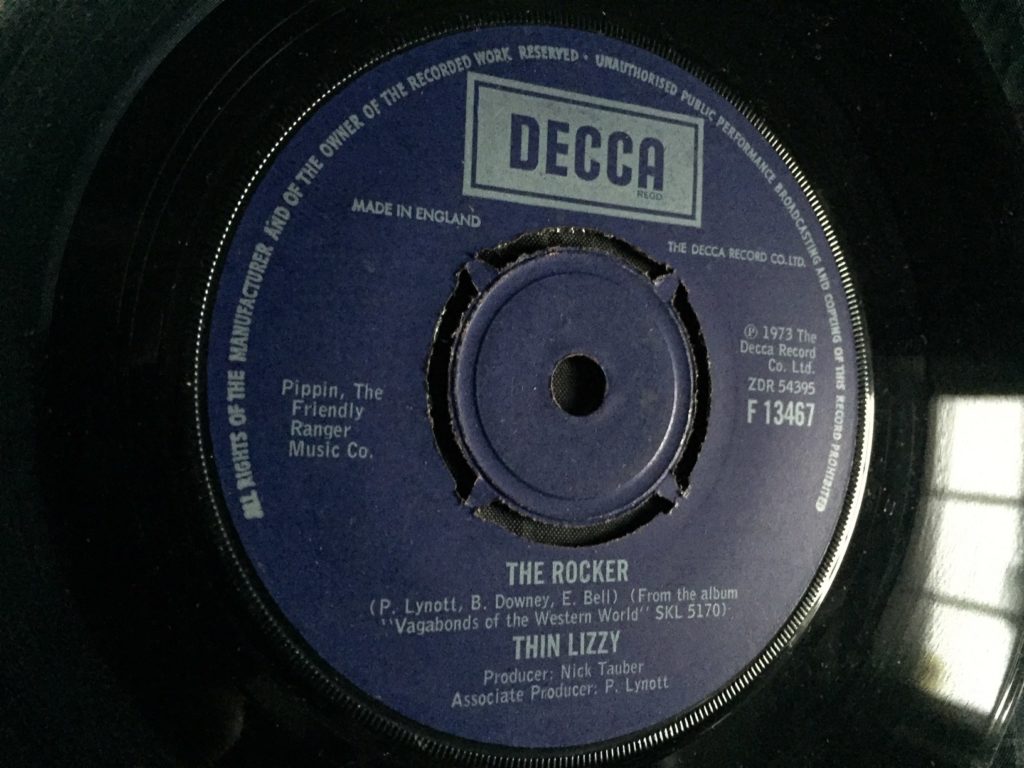 ALL RIGHTS OF THE MANUFACTURER AND OF THE OWNER OF THE RECORDED WORK RESERVED • UNAUTHORISED PUBLIC PERFORMANCE BROADCASTING AND COPYING OF THIS RECORD PROHIBITED
DECCA
REGD
MADE IN ENGLAND
THE DECCA RECORD CO.LTD.
Ⓟ 1973 The
Decca Record
Co. Ltd.
ZDR 54395
F 13467
Pippin, The
Friendly
Ranger
Music Co.
THE ROCKER
(P. Lynott, B. Downey, E. Bell) (From the album
''Vagabonds of the Western World'' SKL 5170)
THIN LIZZY
Producer: Nick Tauber
Associate Producer: P. Lynott